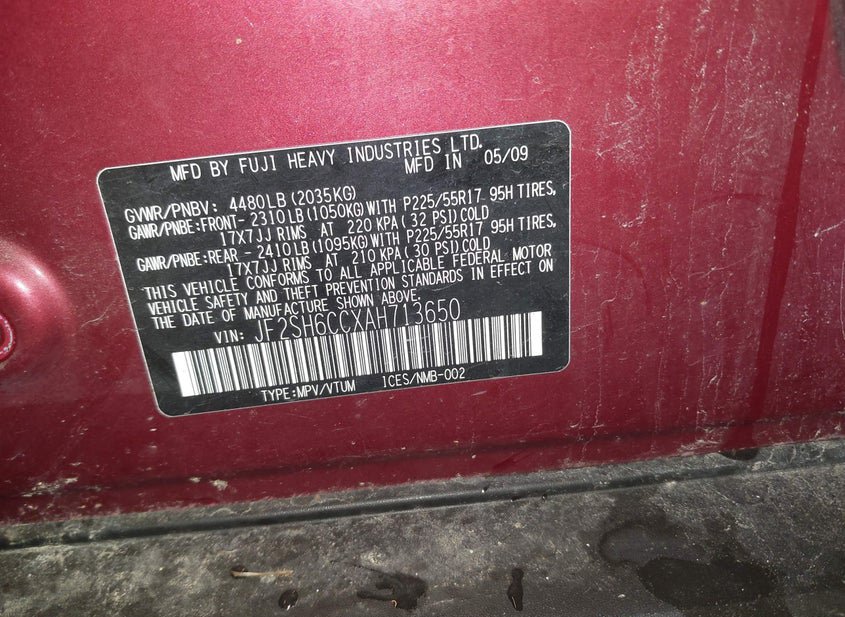 MFD BY FUJI HEAVY INDUSTRIES LTD.
MFD IN 05/09
GVWR/PNBV: 4480LB(2035KG)
GAWR/PNBE:FRONT-2310LB(1050KG)WITH P225/55R17 95H TIRES,
17X7JJ RIMS AT 220 KPA(32 PSI)COLD
GAWR/PNBE:REAR -2410LB(1095KG)WITH P225/55R17 95H TIRES,
17X7JJ RIMS AT 210 KPA(30 PSI)COLD
THIS VEHICLE CONFORMS TO ALL APPLICABLE FEDERAL MOTOR
VEHICLE SAFETY AND THEFT PREVENTION STANDARDS IN EFFECT ON
THE DATE OF MANUFACTURE SHOWN ABOVE.
VIN: JF2SH6CCXAH713650
TYPE:MPV/VTUM ICES/NMB-002